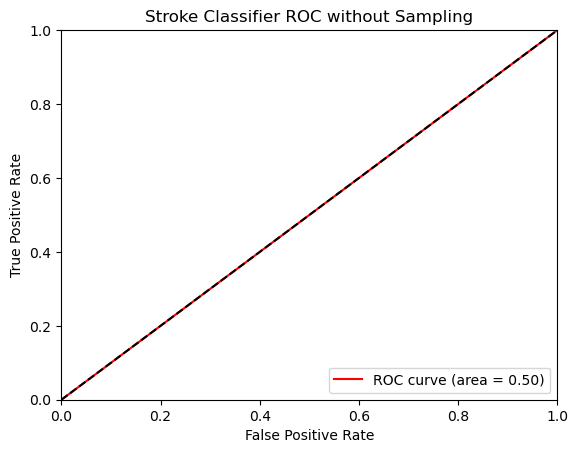 Stroke Classifier ROC without Sampling
True Positive Rate
1.0
0.8
0.6
0.4
0.2
0.0
ROC curve (area = 0.50)
0.0 0.2 0.4 0.6 0.8 1.0
False Positive Rate